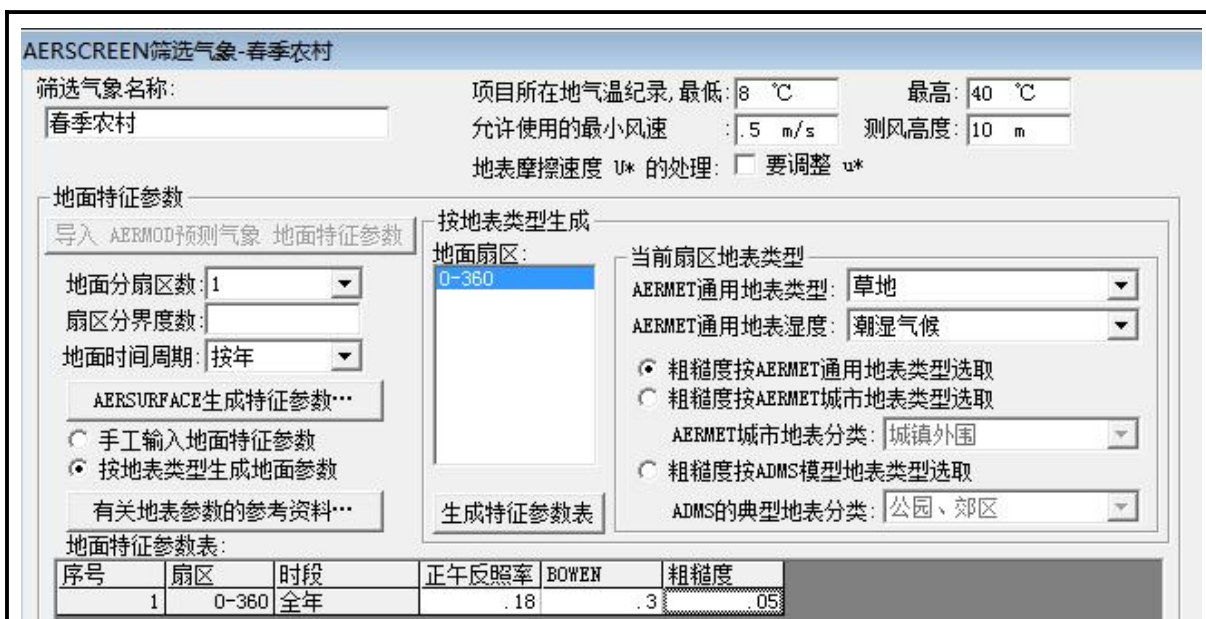 AERSCREEN筛选气象-春季农村
筛选气象名称:
春季农村
项目所在地气温纪录,最低: 8 ℃ 最高: 40 ℃
允许使用的最小风速 : .5 m/s 测风高度: 10 m
地表摩擦速度 U* 的处理: 要调整 u*
地面特征参数
导入 AERMOD预测气象 地面特征参数
地面分扇区数: 1
扇区分界度数:
地面时间周期: 按年
AERSURFACE生成特征参数…
手工输入地面特征参数
按地表类型生成地面参数
有关地表参数的参考资料…
按地表类型生成
地面扇区:
0-360
生成特征参数表
当前扇区地表类型
AERMET通用地表类型: 草地
AERMET通用地表湿度: 潮湿气候
粗糙度按AERMET通用地表类型选取
粗糙度按AERMET城市地表类型选取
AERMET城市地表分类: 城镇外围
粗糙度按ADMS模型地表类型选取
ADMS的典型地表分类: 公园、郊区
地面特征参数表:
序号 扇区 时段 正午反照率 BOWEN 粗糙度
1 0-360 全年 .18 .3 .05